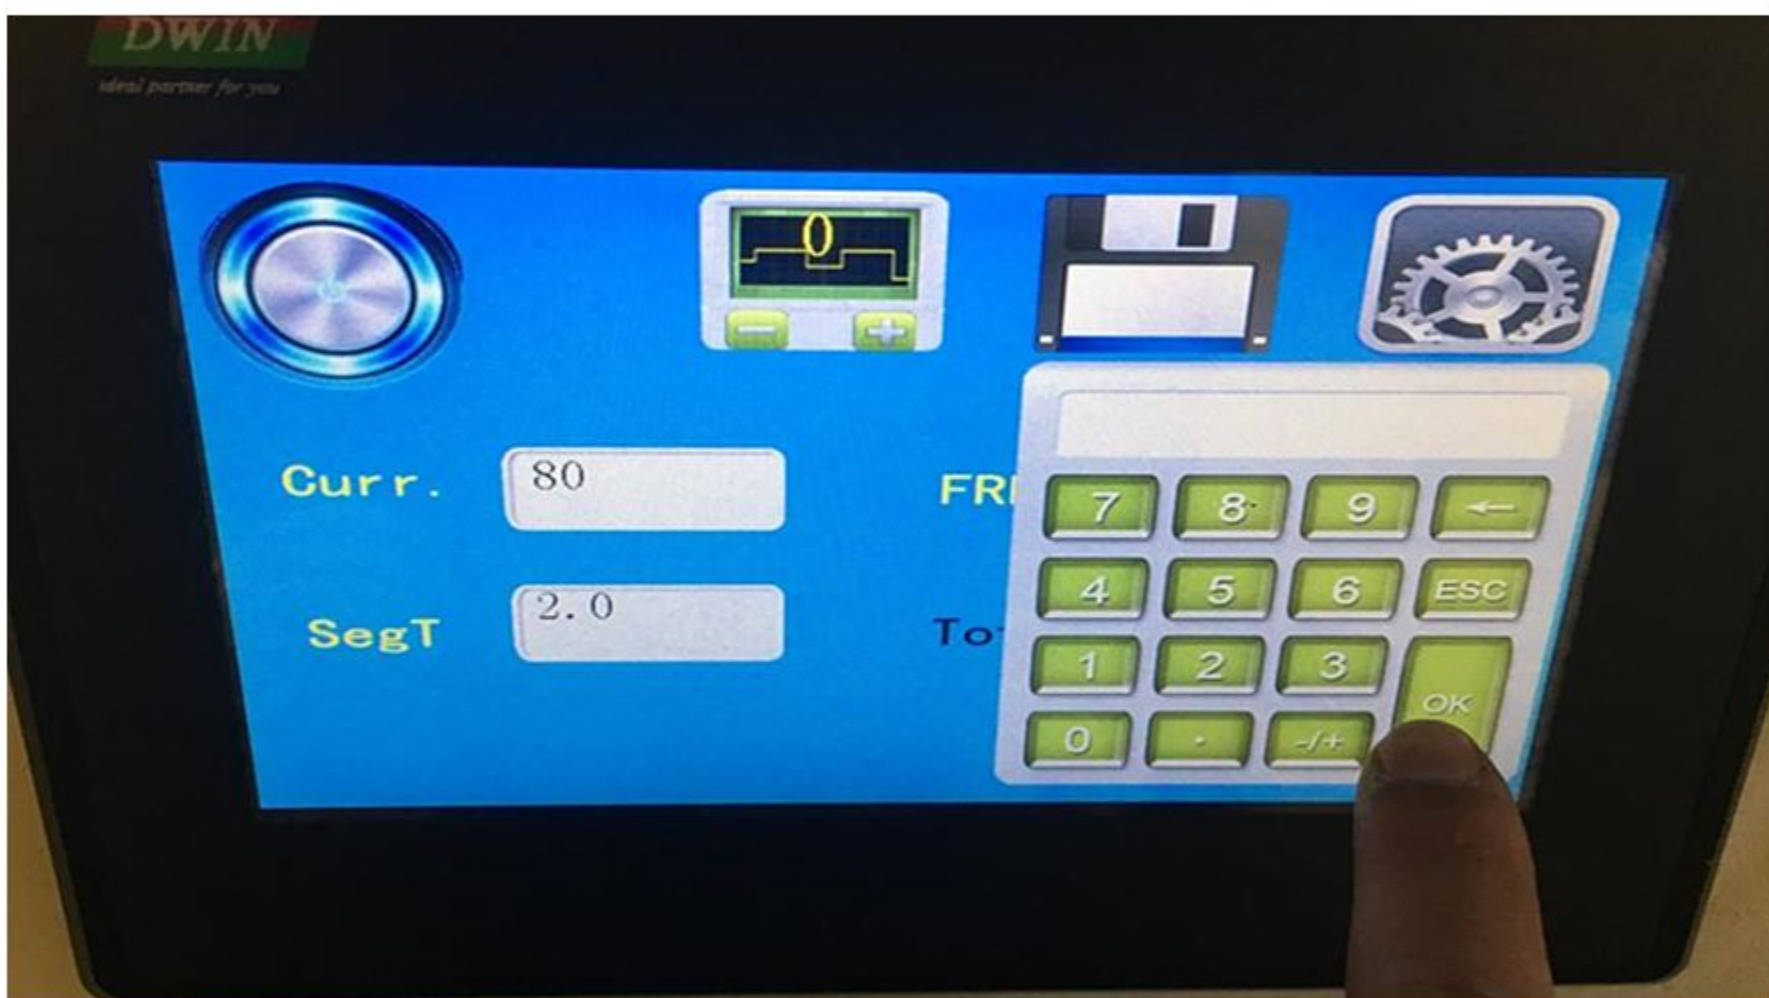 DWIN
ideal partner for you
0
Curr.
80
FR
SegT
2.0
To
7 8 9 ←
4 5 6 ESC
1 2 3
OK
0 . -/+